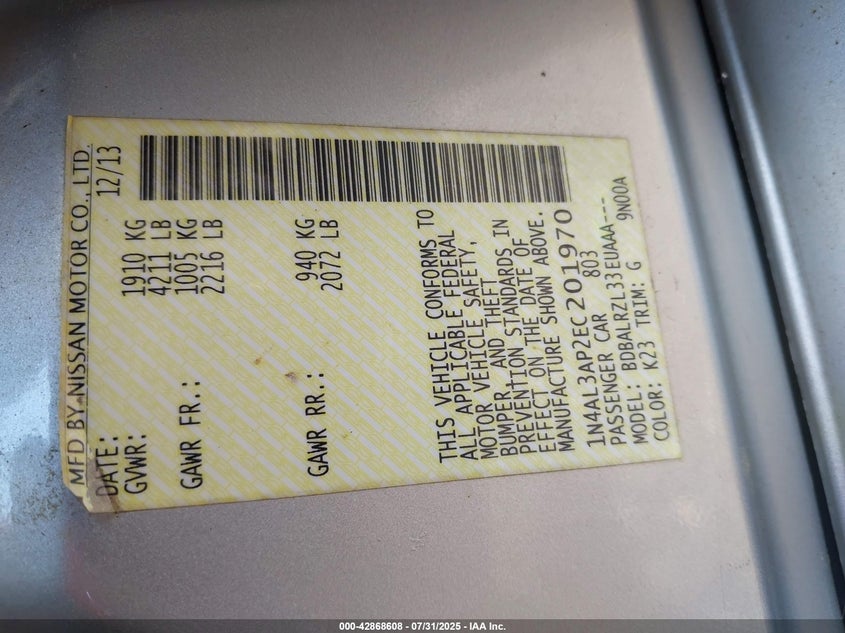 MFD BY NISSAN MOTOR CO., LTD.
DATE: 12/13
GVWR: 1910 KG
4211 LB
GAWR FR.: 1005 KG
2216 LB
GAWR RR.: 940 KG
2072 LB
THIS VEHICLE CONFORMS TO
ALL APPLICABLE FEDERAL
MOTOR VEHICLE SAFETY,
BUMPER, AND THEFT
PREVENTION STANDARDS IN
EFFECT ON THE DATE OF
MANUFACTURE SHOWN ABOVE.
1N4AL3AP2EC201970
PASSENGER CAR 803
MODEL: BDBALRZL33EUAAA---
COLOR: K23 TRIM: G 9N00A
000-42868608 - 07/31/2025 - IAA Inc.